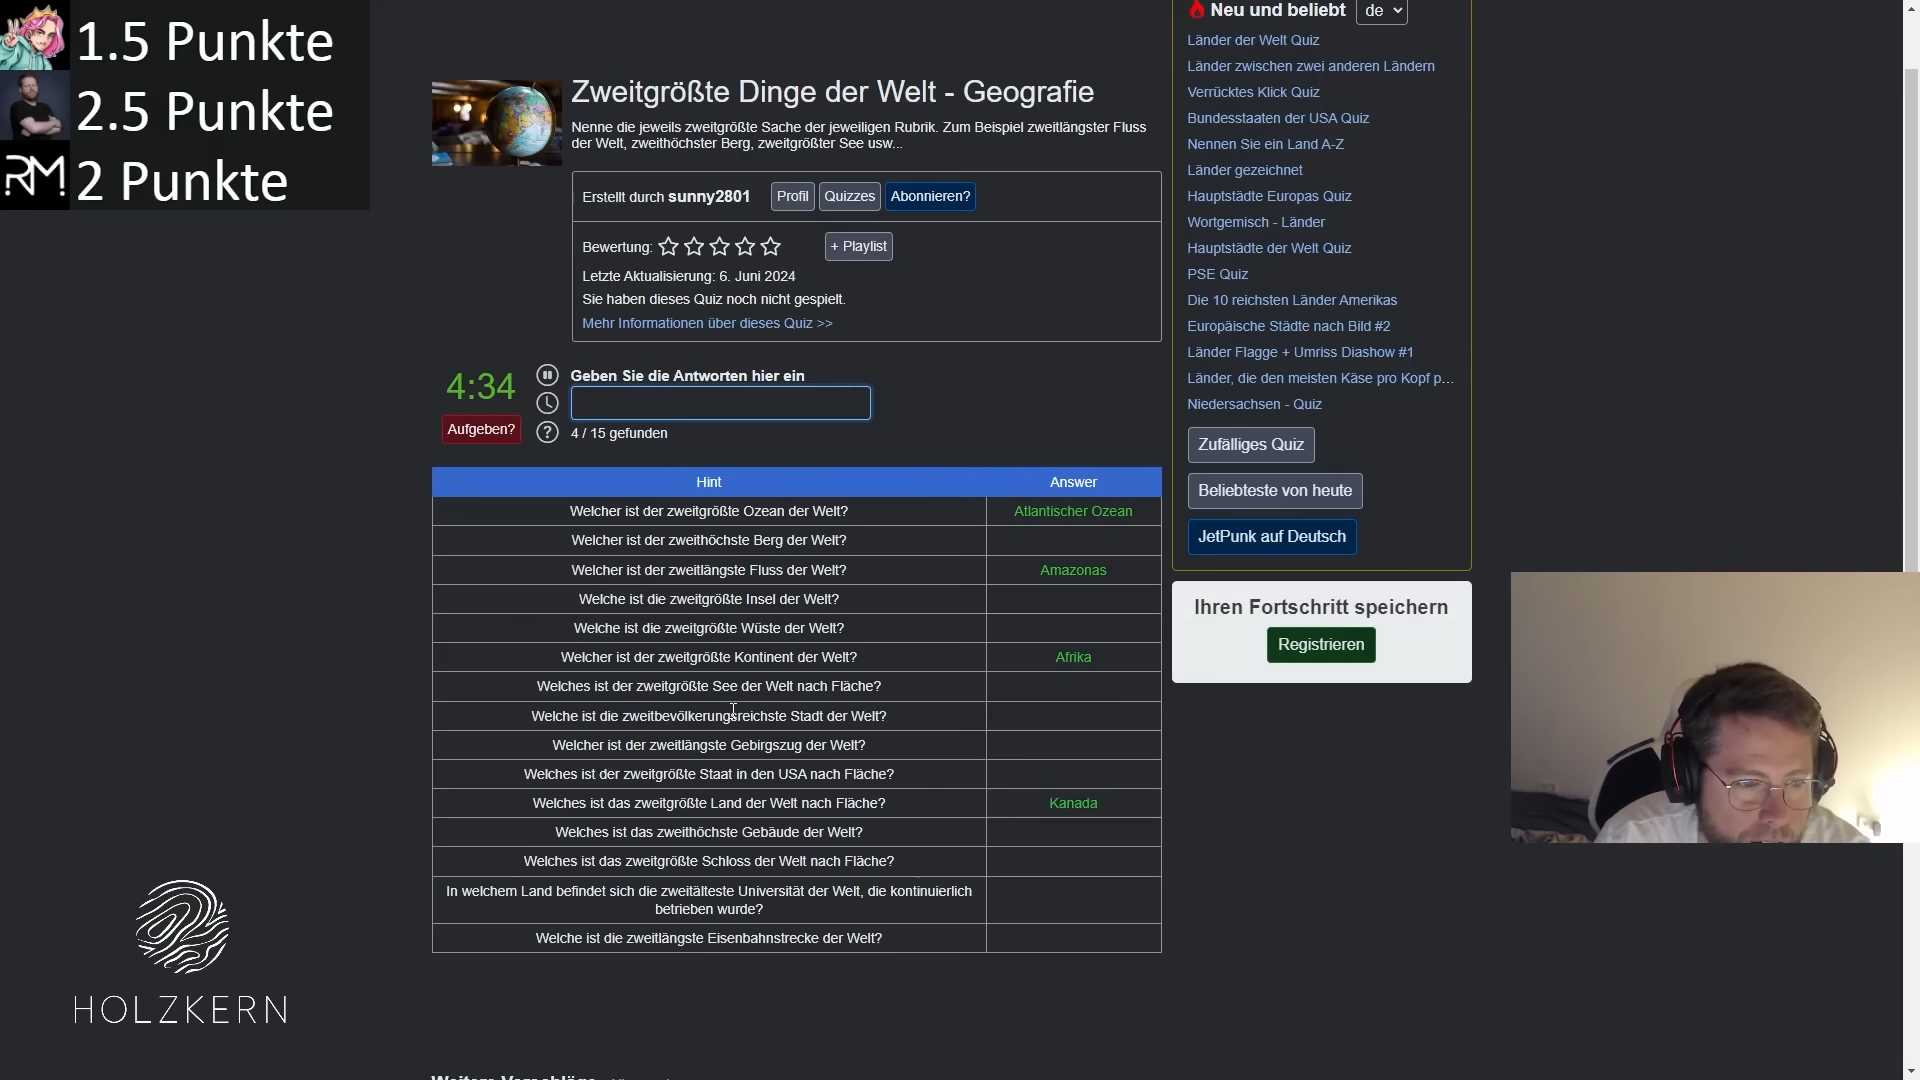 1.5 Punkte
2.5 Punkte
RM 2 Punkte
Zweitgrößte Dinge der Welt - Geografie
Nenne die jeweils zweitgrößte Sache der jeweiligen Rubrik. Zum Beispiel zweitlängster Fluss
der Welt, zweithöchster Berg, zweitgrößter See usw...
Erstellt durch sunny2801 Profil Quizzes Abonnieren?
Bewertung: + Playlist
Letzte Aktualisierung: 6. Juni 2024
Sie haben dieses Quiz noch nicht gespielt.
Mehr Informationen über dieses Quiz >>
4:34
Aufgeben?
Geben Sie die Antworten hier ein
?
4 / 15 gefunden
Hint Answer
Welcher ist der zweitgrößte Ozean der Welt? Atlantischer Ozean
Welcher ist der zweithöchste Berg der Welt?
Welcher ist der zweitlängste Fluss der Welt? Amazonas
Welche ist die zweitgrößte Insel der Welt?
Welche ist die zweitgrößte Wüste der Welt?
Welcher ist der zweitgrößte Kontinent der Welt? Afrika
Welches ist der zweitgrößte See der Welt nach Fläche?
Welche ist die zweitbevölkerungsreichste Stadt der Welt?
Welcher ist der zweitlängste Gebirgszug der Welt?
Welches ist der zweitgrößte Staat in den USA nach Fläche?
Welches ist das zweitgrößte Land der Welt nach Fläche? Kanada
Welches ist das zweithöchste Gebäude der Welt?
Welches ist das zweitgrößte Schloss der Welt nach Fläche?
In welchem Land befindet sich die zweitälteste Universität der Welt, die kontinuierlich
betrieben wurde?
Welche ist die zweitlängste Eisenbahnstrecke der Welt?
Neu und beliebt de
Länder der Welt Quiz
Länder zwischen zwei anderen Ländern
Verrücktes Klick Quiz
Bundesstaaten der USA Quiz
Nennen Sie ein Land A-Z
Länder gezeichnet
Hauptstädte Europas Quiz
Wortgemisch - Länder
Hauptstädte der Welt Quiz
PSE Quiz
Die 10 reichsten Länder Amerikas
Europäische Städte nach Bild #2
Länder Flagge + Umriss Diashow #1
Länder, die den meisten Käse pro Kopf p...
Niedersachsen - Quiz
Zufälliges Quiz
Beliebteste von heute
JetPunk auf Deutsch
Ihren Fortschritt speichern
Registrieren
HOLZKERN